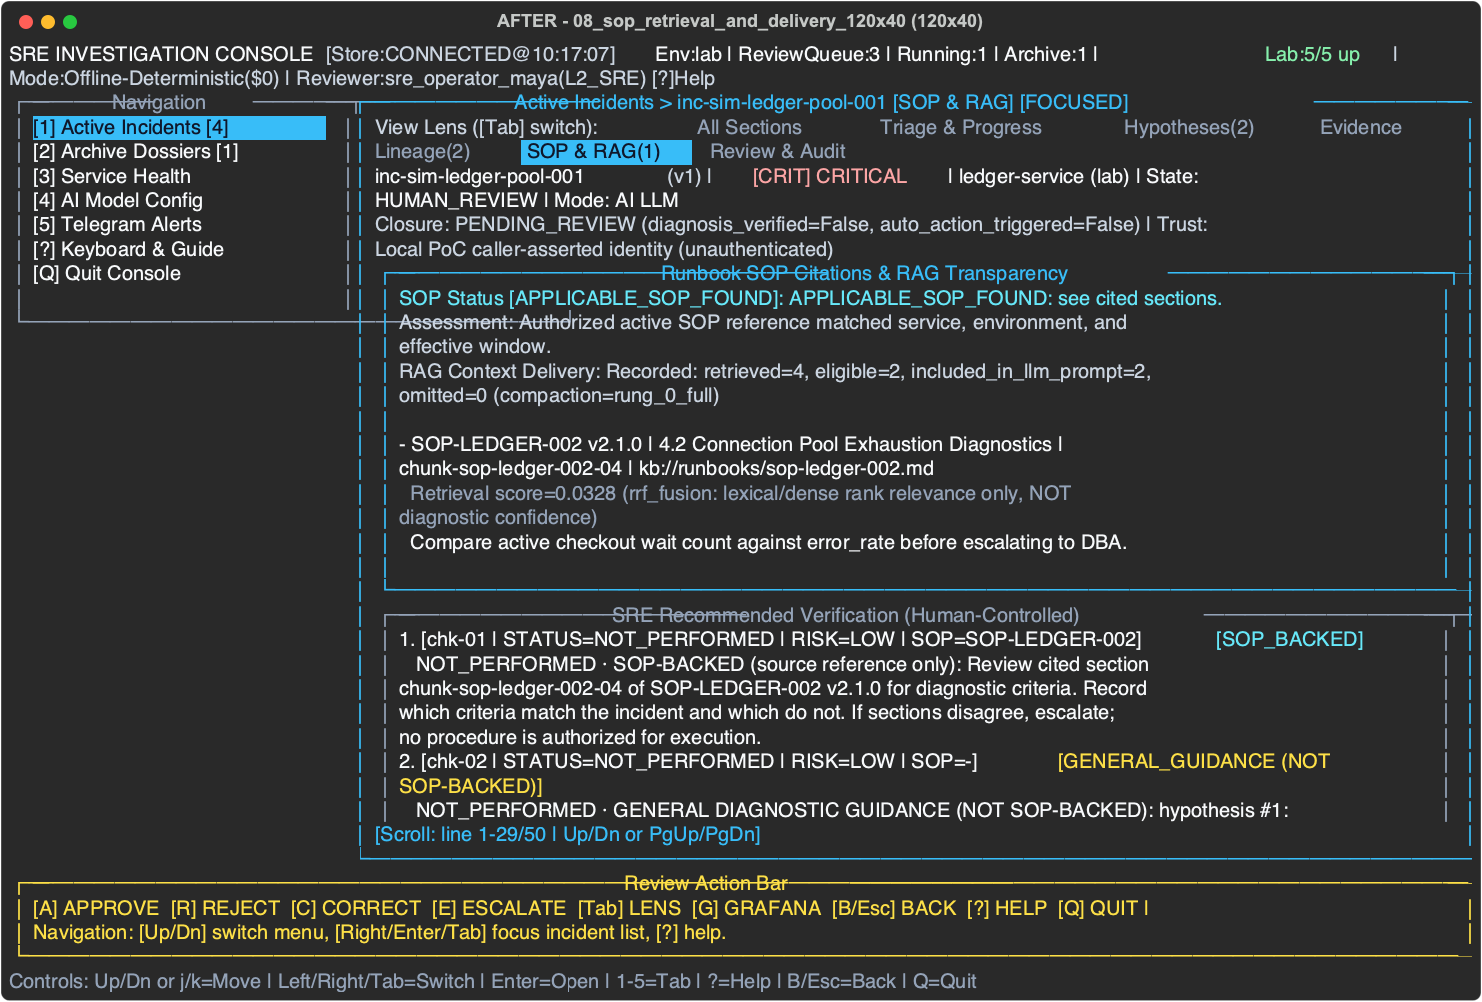 AFTER - 08_sop_retrieval_and_delivery_120x40 (120x40)
SRE INVESTIGATION CONSOLE [Store:CONNECTED@10:17:07] Env:lab | ReviewQueue:3 | Running:1 | Archive:1 | Lab:5/5 up |
Mode:Offline-Deterministic($0) | Reviewer:sre_operator_maya(L2_SRE) [?]Help
Navigation
[1] Active Incidents [4]
[2] Archive Dossiers [1]
[3] Service Health
[4] AI Model Config
[5] Telegram Alerts
[?] Keyboard & Guide
[Q] Quit Console
Active Incidents > inc-sim-ledger-pool-001 [SOP & RAG] [FOCUSED]
View Lens ([Tab] switch): All Sections Triage & Progress Hypotheses(2) Evidence
Lineage(2) SOP & RAG(1) Review & Audit
inc-sim-ledger-pool-001 (v1) | [CRIT] CRITICAL | ledger-service (lab) | State:
HUMAN_REVIEW | Mode: AI LLM
Closure: PENDING_REVIEW (diagnosis_verified=False, auto_action_triggered=False) | Trust:
Local PoC caller-asserted identity (unauthenticated)
Runbook SOP Citations & RAG Transparency
SOP Status [APPLICABLE_SOP_FOUND]: APPLICABLE_SOP_FOUND: see cited sections.
Assessment: Authorized active SOP reference matched service, environment, and
effective window.
RAG Context Delivery: Recorded: retrieved=4, eligible=2, included_in_llm_prompt=2,
omitted=0 (compaction=rung_0_full)
- SOP-LEDGER-002 v2.1.0 | 4.2 Connection Pool Exhaustion Diagnostics |
chunk-sop-ledger-002-04 | kb://runbooks/sop-ledger-002.md
Retrieval score=0.0328 (rrf_fusion: lexical/dense rank relevance only, NOT
diagnostic confidence)
Compare active checkout wait count against error_rate before escalating to DBA.
SRE Recommended Verification (Human-Controlled)
1. [chk-01 | STATUS=NOT_PERFORMED | RISK=LOW | SOP=SOP-LEDGER-002] [SOP_BACKED]
NOT_PERFORMED · SOP-BACKED (source reference only): Review cited section
chunk-sop-ledger-002-04 of SOP-LEDGER-002 v2.1.0 for diagnostic criteria. Record
which criteria match the incident and which do not. If sections disagree, escalate;
no procedure is authorized for execution.
2. [chk-02 | STATUS=NOT_PERFORMED | RISK=LOW | SOP=-] [GENERAL_GUIDANCE (NOT
SOP-BACKED)]
NOT_PERFORMED · GENERAL DIAGNOSTIC GUIDANCE (NOT SOP-BACKED): hypothesis #1:
[Scroll: line 1-29/50 | Up/Dn or PgUp/PgDn]
Review Action Bar
[A] APPROVE [R] REJECT [C] CORRECT [E] ESCALATE [Tab] LENS [G] GRAFANA [B/Esc] BACK [?] HELP [Q] QUIT |
Navigation: [Up/Dn] switch menu, [Right/Enter/Tab] focus incident list, [?] help.
Controls: Up/Dn or j/k=Move | Left/Right/Tab=Switch | Enter=Open | 1-5=Tab | ?=Help | B/Esc=Back | Q=Quit